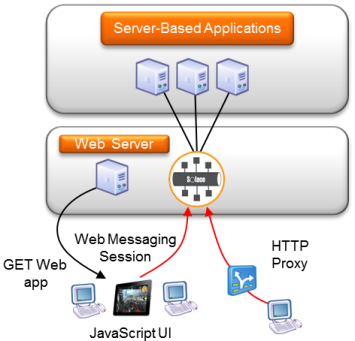 Server-Based Applications
Web Server
Solace
Web Messaging
Session
GET Web
app
HTTP
Proxy
JavaScript UI